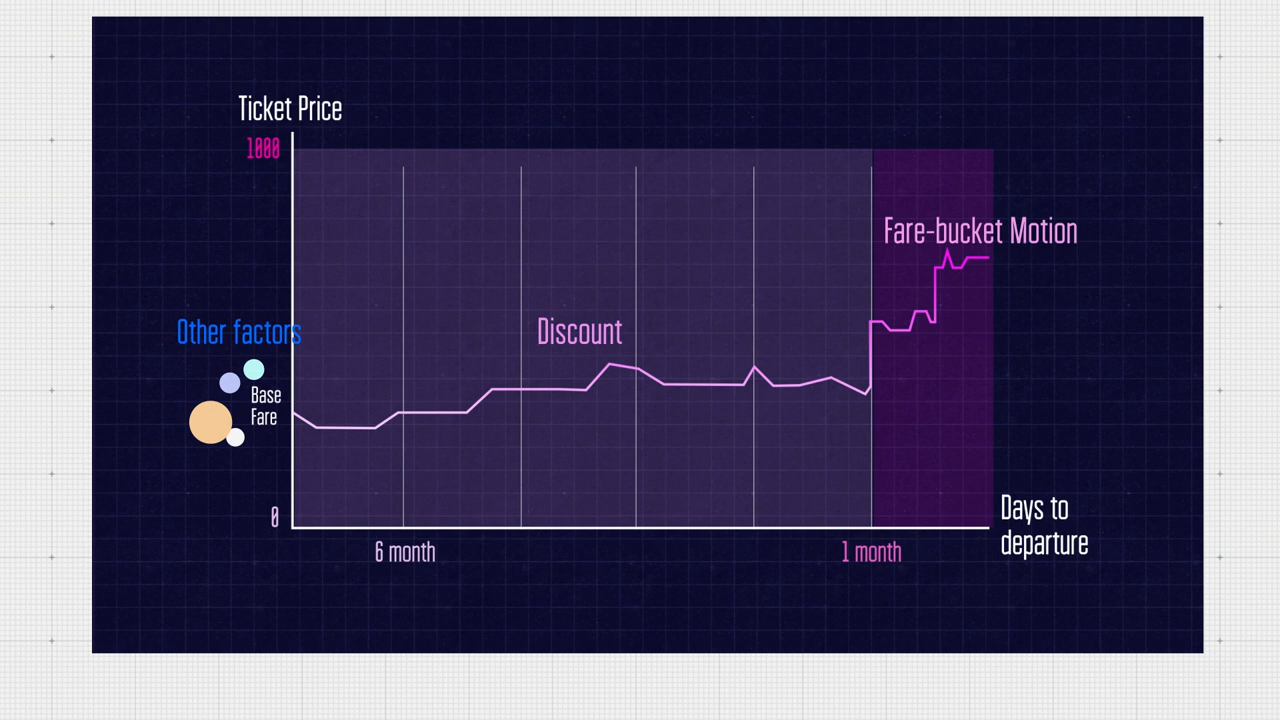 Ticket Price
1000
Fare-bucket Motion
Other factors
Discount
Base
Fare
0
Days to
departure
6 month
1 month